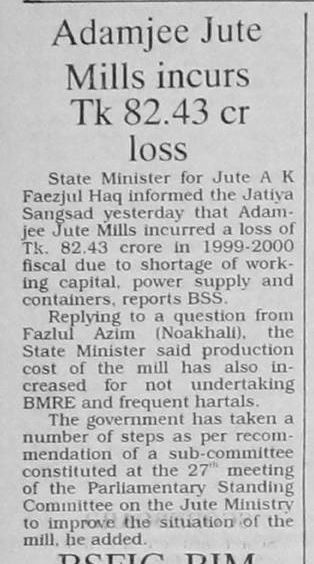 Adamjee Jute
Mills incurs
Tk 82.43 cr
loss
State Minister for Jute A K
Faezjul Haq informed the Jatiya
Sangsad yesterday that Adam-
jee Jute Mills incurred a loss of
Tk. 82.43 crore in 1999-2000
fiscal due to shortage of work-
ing capital, power supply and
containers, reports BSS.
Replying to a question from
Fazlul Azim (Noakhali), the
State Minister said production
cost of the mill has also in-
creased for not undertaking
BMRE and frequent hartals.
The government has taken a
number of steps as per recom-
mendation of a sub-committee
constituted at the 27th meeting
of the Parliamentary Standing
Committee on the Jute Ministry
to improve the situation of the
mill, he added.